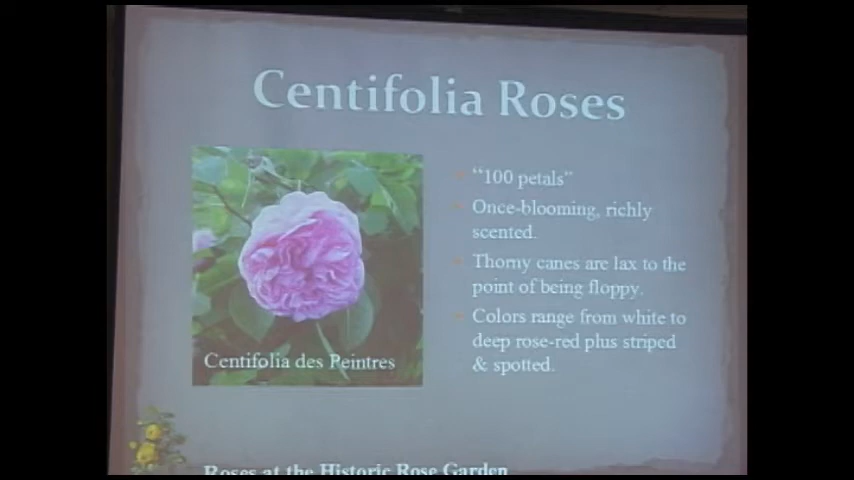 Centifolia Roses
“100 petals”
Once-blooming, richly
scented.
Thorny canes are lax to the
point of being floppy.
Colors range from white to
deep rose-red plus striped
& spotted.
Centifolia des Peintres
Roses at the Historic Rose Garden